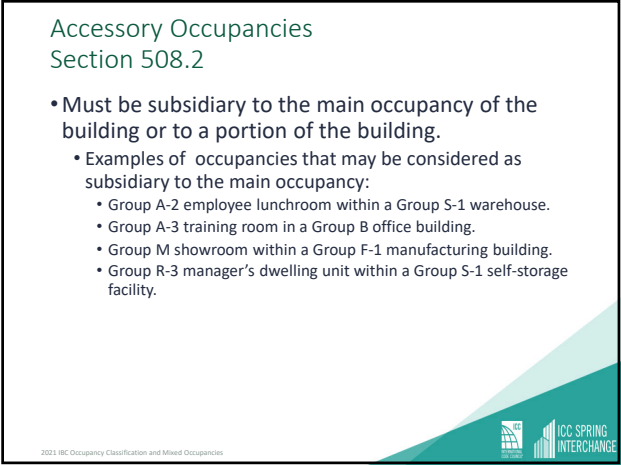 Accessory Occupancies
Section 508.2
• Must be subsidiary to the main occupancy of the
building or to a portion of the building.
• Examples of  occupancies that may be considered as
subsidiary to the main occupancy:
• Group A-2 employee lunchroom within a Group S-1 warehouse.
• Group A-3 training room in a Group B office building.
• Group M showroom within a Group F-1 manufacturing building.
• Group R-3 manager's dwelling unit within a Group S-1 self-storage
facility.
2021 IBC Occupancy Classification and Mixed Occupancies
ICC
INTERNATIONAL
CODE COUNCIL
ICC SPRING
INTERCHANGE